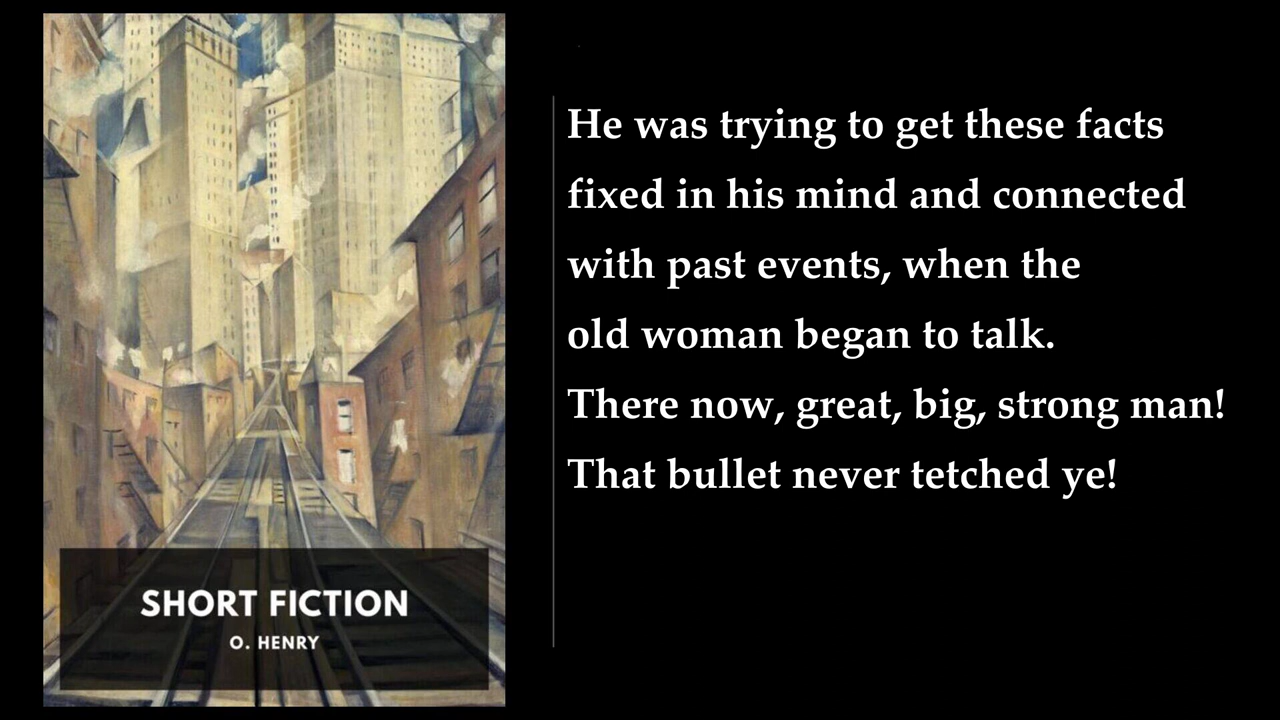 SHORT FICTION
O. HENRY
He was trying to get these facts
fixed in his mind and connected
with past events, when the
old woman began to talk.
There now, great, big, strong man!
That bullet never tetched ye!